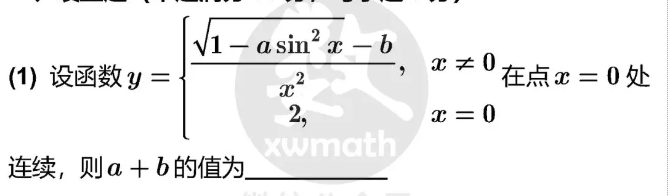 (1) 设函数 y = { (√(1 − a sin² x) − b) / x², x ≠ 0
2, x = 0 在点 x = 0 处
连续，则 a + b 的值为________
xwmath